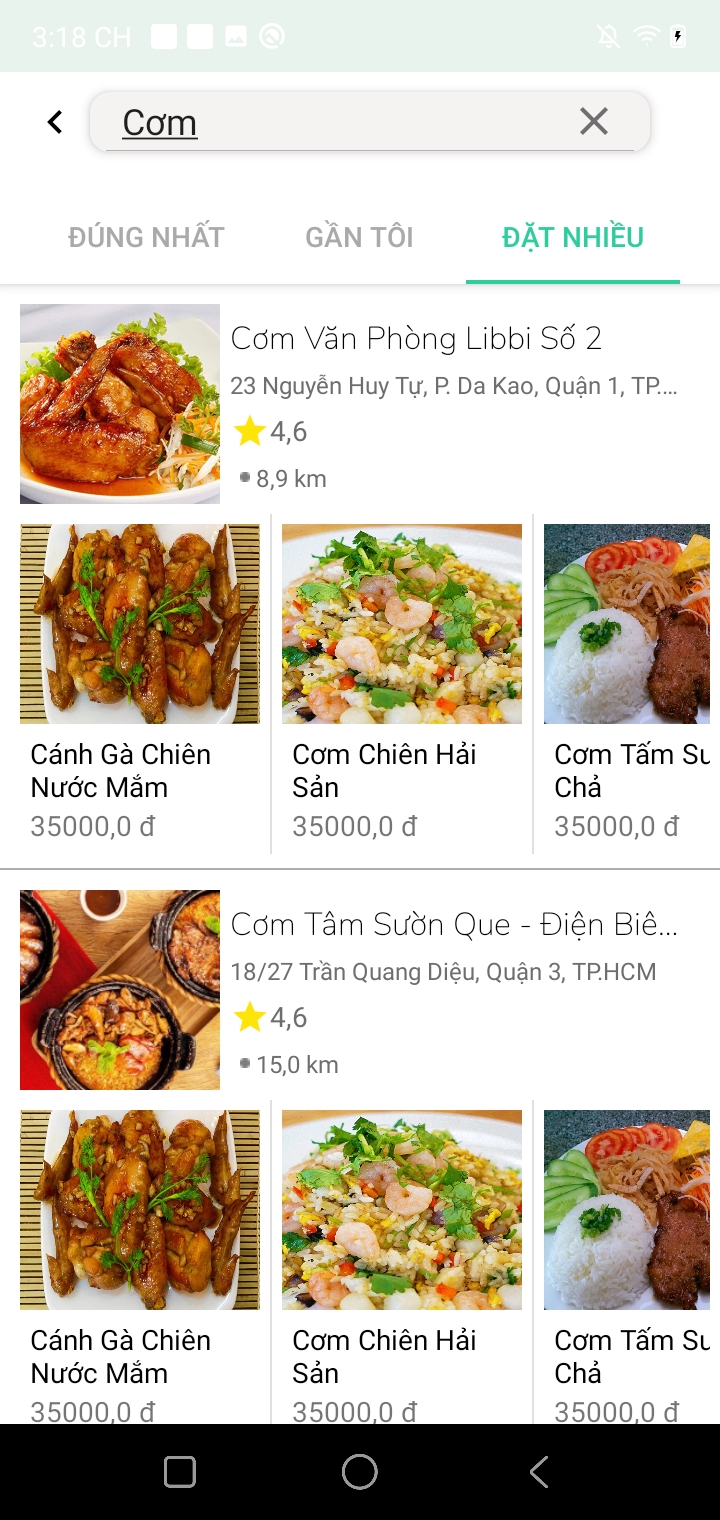 3:18 CH
Cơm
ĐÚNG NHẤT
GẦN TÔI
ĐẶT NHIỀU
Cơm Văn Phòng Libbi Số 2
23 Nguyễn Huy Tự, P. Da Kao, Quận 1, TP....
4,6
8,9 km
Cánh Gà Chiên
Nước Mắm
35000,0 đ
Cơm Chiên Hải
Sản
35000,0 đ
Cơm Tấm Sư
Chả
35000,0 đ
Cơm Tâm Sườn Que - Điện Biê...
18/27 Trần Quang Diệu, Quận 3, TP.HCM
4,6
15,0 km
Cánh Gà Chiên
Nước Mắm
35000,0 đ
Cơm Chiên Hải
Sản
35000,0 đ
Cơm Tấm Sư
Chả
35000,0 đ